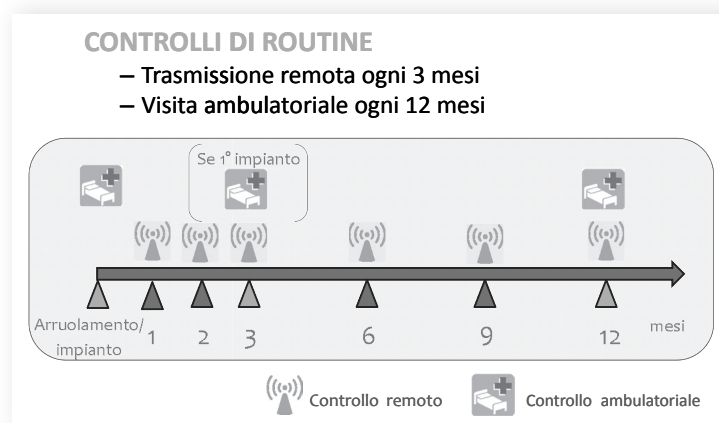 CONTROLLI DI ROUTINE
– Trasmissione remota ogni 3 mesi
– Visita ambulatoriale ogni 12 mesi
Se 1° impianto
Arruolamento/
impianto
1 2 3 6 9 12 mesi
Controllo remoto Controllo ambulatoriale